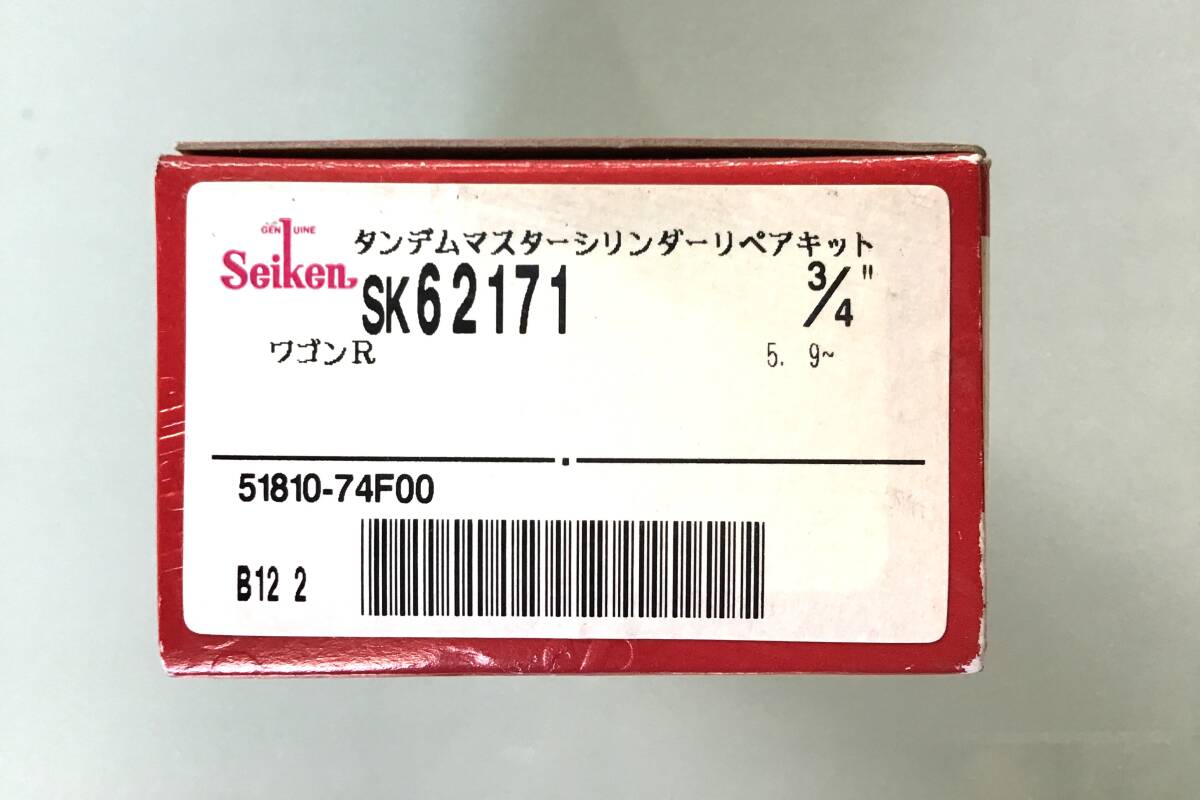 GENUINE
Seiken
タンデムマスターシリンダーリペアキット
SK62171
3/4"
ワゴンR 5. 9~
51810-74F00
B12 2